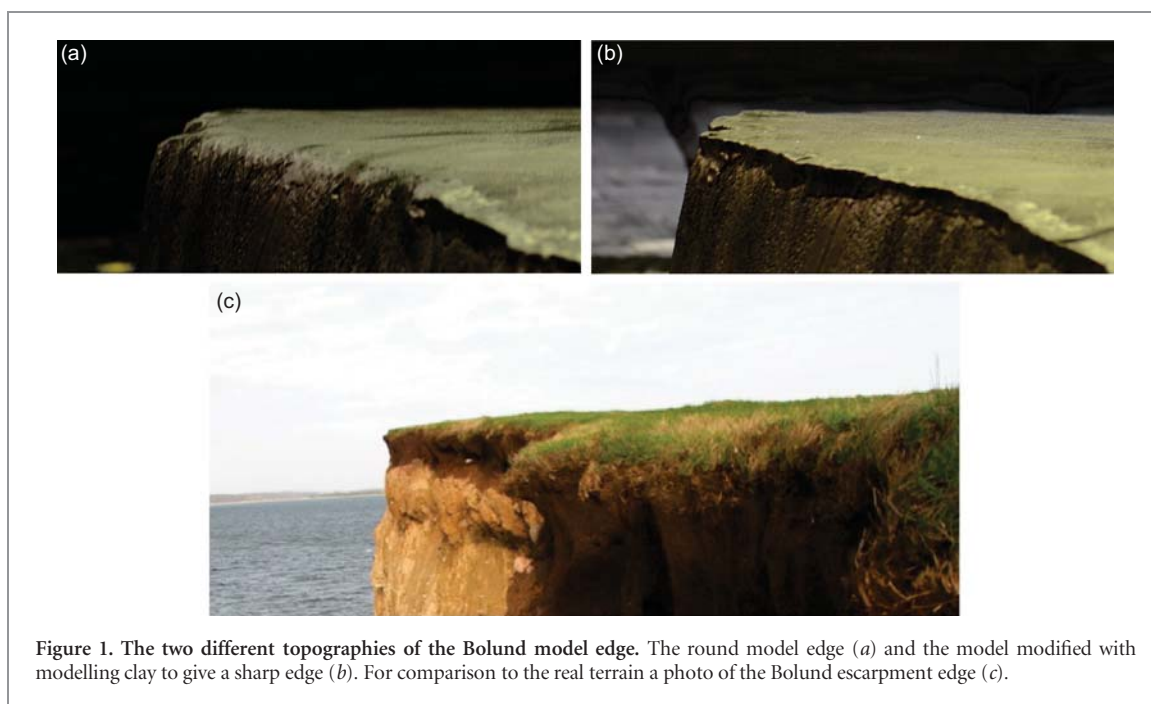 (a)
(b)
(c)
Figure 1. The two different topographies of the Bolund model edge. The round model edge (a) and the model modified with
modelling clay to give a sharp edge (b). For comparison to the real terrain a photo of the Bolund escarpment edge (c).